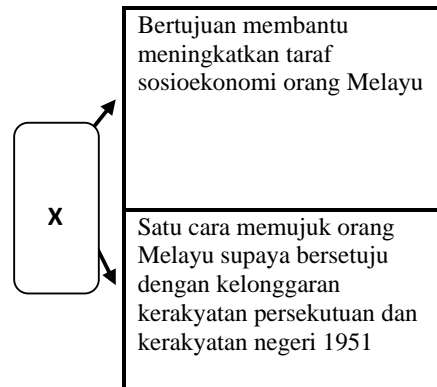 Bertujuan membantu
meningkatkan taraf
sosioekonomi orang Melayu
X
Satu cara memujuk orang
Melayu supaya bersetuju
dengan kelonggaran
kerakyatan persekutuan dan
kerakyatan negeri 1951